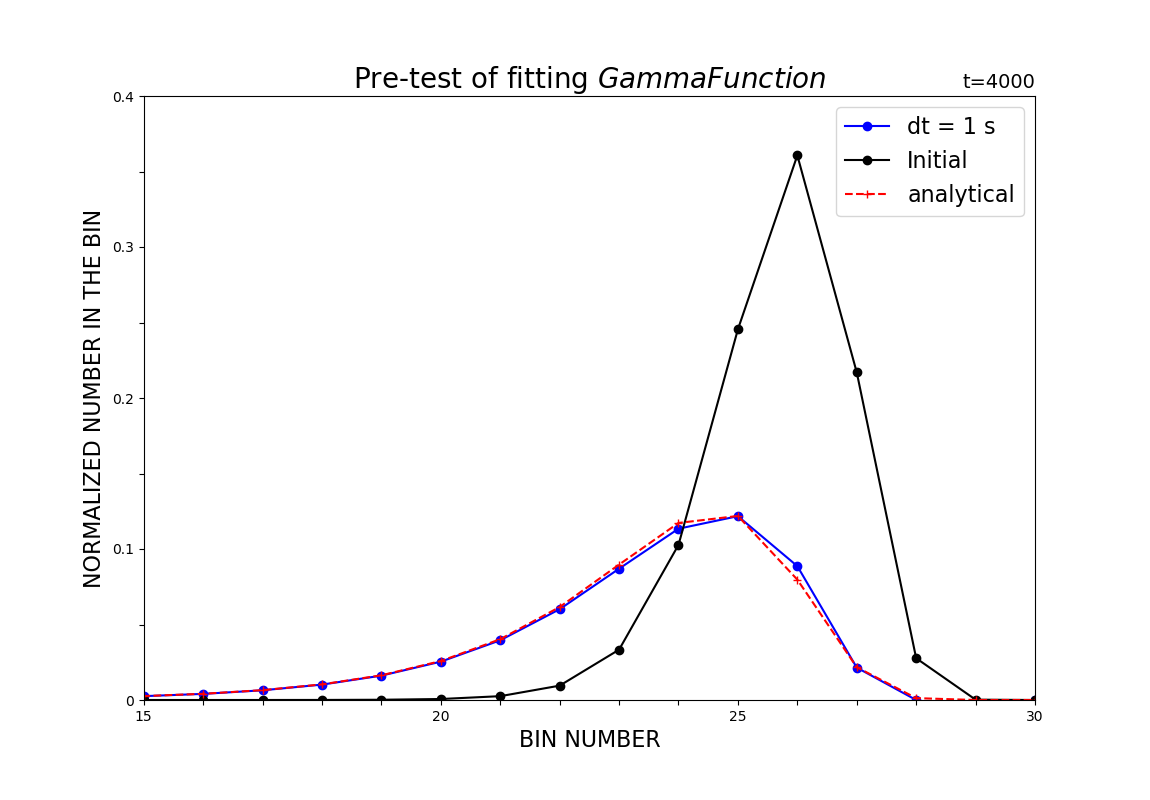 Pre-test of fitting GammaFunction
t=4000
dt = 1 s
Initial
analytical
NORMALIZED NUMBER IN THE BIN
0.4
0.3
0.2
0.1
0
15
20
25
30
BIN NUMBER